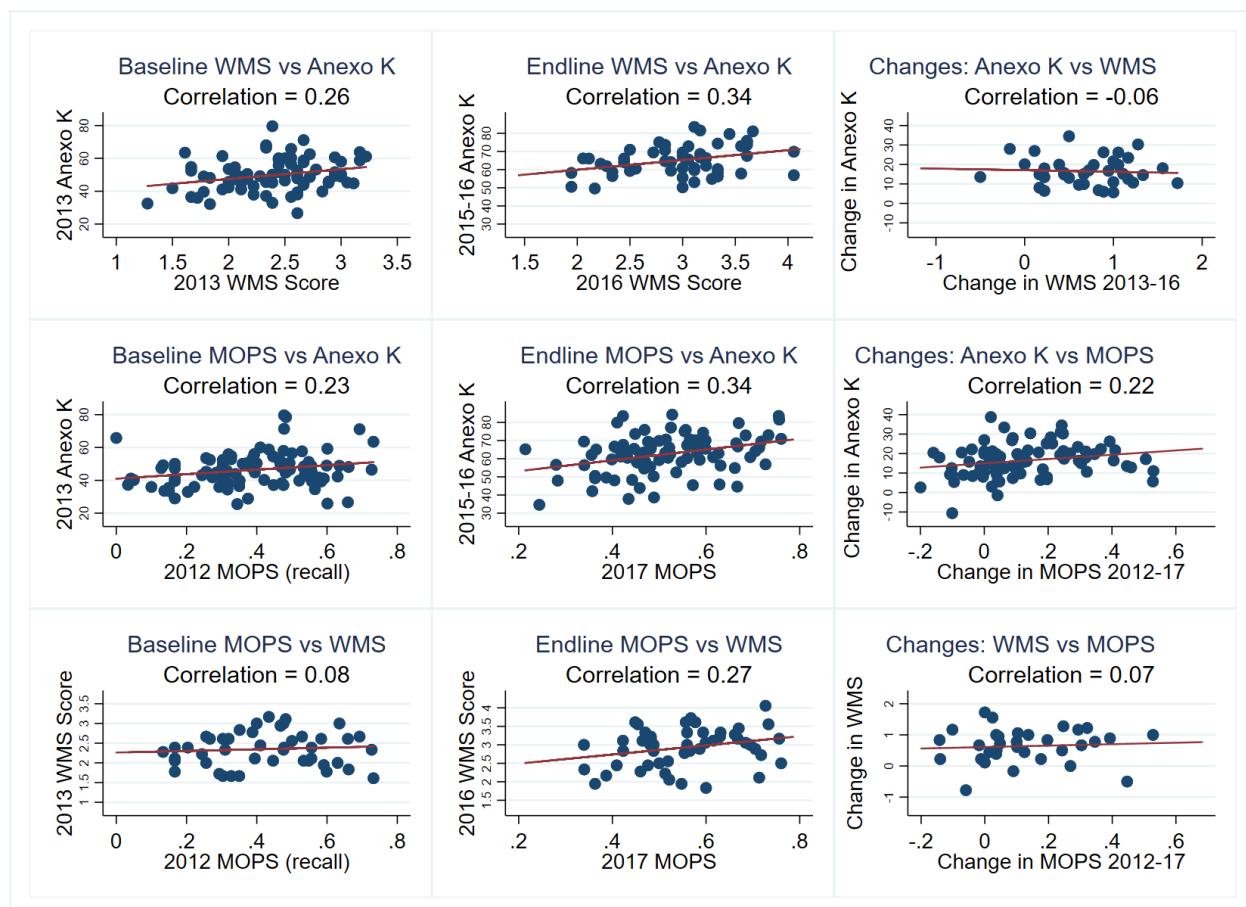 Baseline WMS vs Anexo K
Correlation = 0.26
2013 Anexo K
80
60
40
20
1 1.5 2 2.5 3 3.5
2013 WMS Score
Endline WMS vs Anexo K
Correlation = 0.34
2015-16 Anexo K
30 40 50 60 70 80
1.5 2 2.5 3 3.5 4
2016 WMS Score
Changes: Anexo K vs WMS
Correlation = -0.06
Change in Anexo K
-10 0 10 20 30 40
-1 0 1 2
Change in WMS 2013-16
Baseline MOPS vs Anexo K
Correlation = 0.23
2013 Anexo K
80
60
40
20
0 .2 .4 .6 .8
2012 MOPS (recall)
Endline MOPS vs Anexo K
Correlation = 0.34
2015-16 Anexo K
30 40 50 60 70 80
.2 .4 .6 .8
2017 MOPS
Changes: Anexo K vs MOPS
Correlation = 0.22
Change in Anexo K
-10 0 10 20 30 40
-.2 0 .2 .4 .6
Change in MOPS 2012-17
Baseline MOPS vs WMS
Correlation = 0.08
2013 WMS Score
1 1.5 2 2.5 3 3.5
0 .2 .4 .6 .8
2012 MOPS (recall)
Endline MOPS vs WMS
Correlation = 0.27
2016 WMS Score
1.5 2 2.5 3 3.5 4
.2 .4 .6 .8
2017 MOPS
Changes: WMS vs MOPS
Correlation = 0.07
Change in WMS
-1 0 1 2
-.2 0 .2 .4 .6
Change in MOPS 2012-17